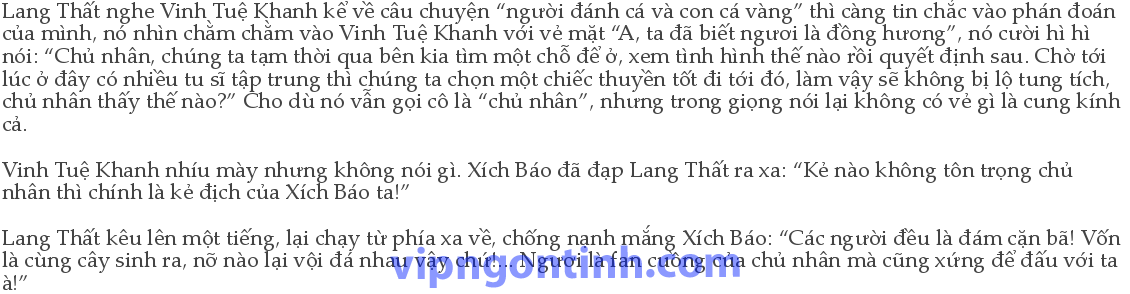 Lang Thất nghe Vinh Tuệ Khanh kể về câu chuyện “người đánh cá và con cá vàng” thì càng tin chắc vào phán đoán
của mình, nó nhìn chằm chằm vào Vinh Tuệ Khanh với vẻ mặt “A, ta đã biết ngươi là đồng hương”, nó cười hì hì
nói: “Chủ nhân, chúng ta tạm thời qua bên kia tìm một chỗ để ở, xem tình hình thế nào rồi quyết định sau. Chờ tới
lúc ở đây có nhiều tu sĩ tập trung thì chúng ta chọn một chiếc thuyền tốt đi tới đó, làm vậy sẽ không bị lộ tung tích,
chủ nhân thấy thế nào?” Cho dù nó vẫn gọi cô là “chủ nhân”, nhưng trong giọng nói lại không có vẻ gì là cung kính
cả.
Vinh Tuệ Khanh nhíu mày nhưng không nói gì. Xích Báo đã đạp Lang Thất ra xa: “Kẻ nào không tôn trọng chủ
nhân thì chính là kẻ địch của Xích Báo ta!”
Lang Thất kêu lên một tiếng, lại chạy từ phía xa về, chống nạnh mắng Xích Báo: “Các người đều là đám cặn bã! Vốn
là cùng cây sinh ra, nỡ nào lại vội đá nhau vậy chứ!... Ngươi là fan cuồng của chủ nhân mà cũng xứng để đấu với ta
à!”
vipngontinh.com